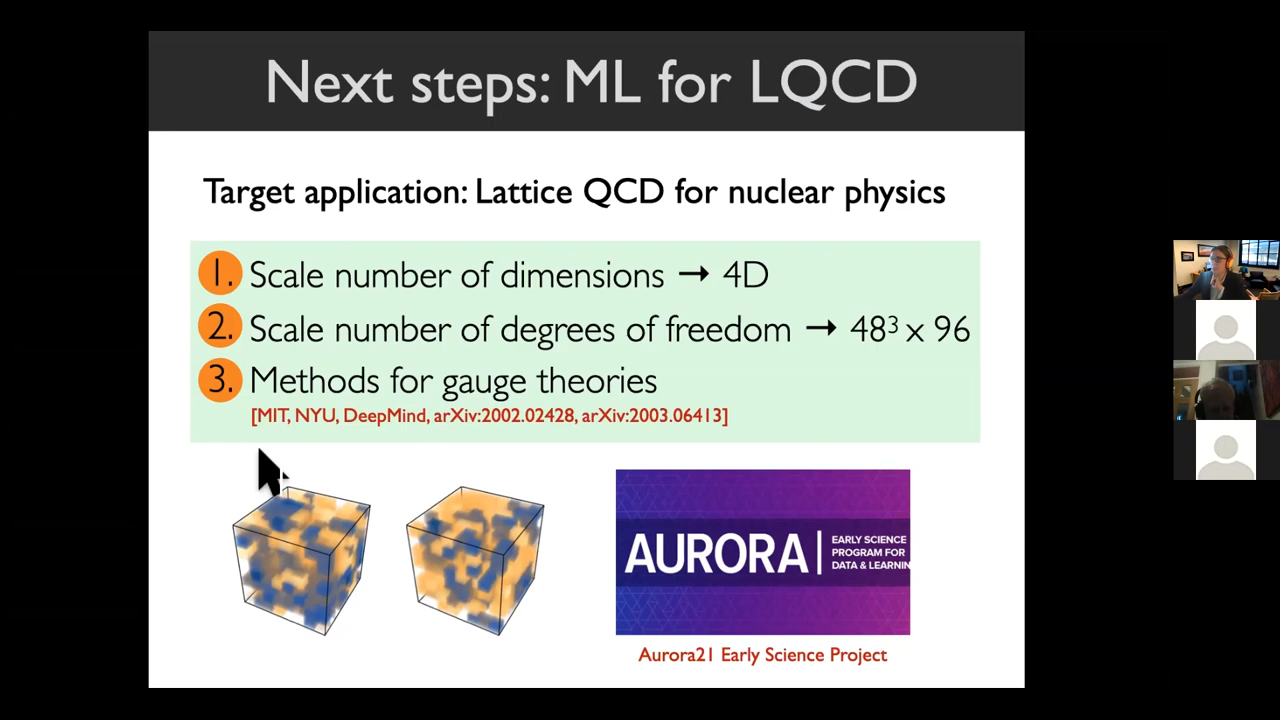 Next steps: ML for LQCD
Target application: Lattice QCD for nuclear physics
1. Scale number of dimensions → 4D
2. Scale number of degrees of freedom → 48³ x 96
3. Methods for gauge theories
[MIT, NYU, DeepMind, arXiv:2002.02428, arXiv:2003.06413]
AURORA
EARLY SCIENCE
PROGRAM FOR
DATA & LEARNIN
Aurora21 Early Science Project